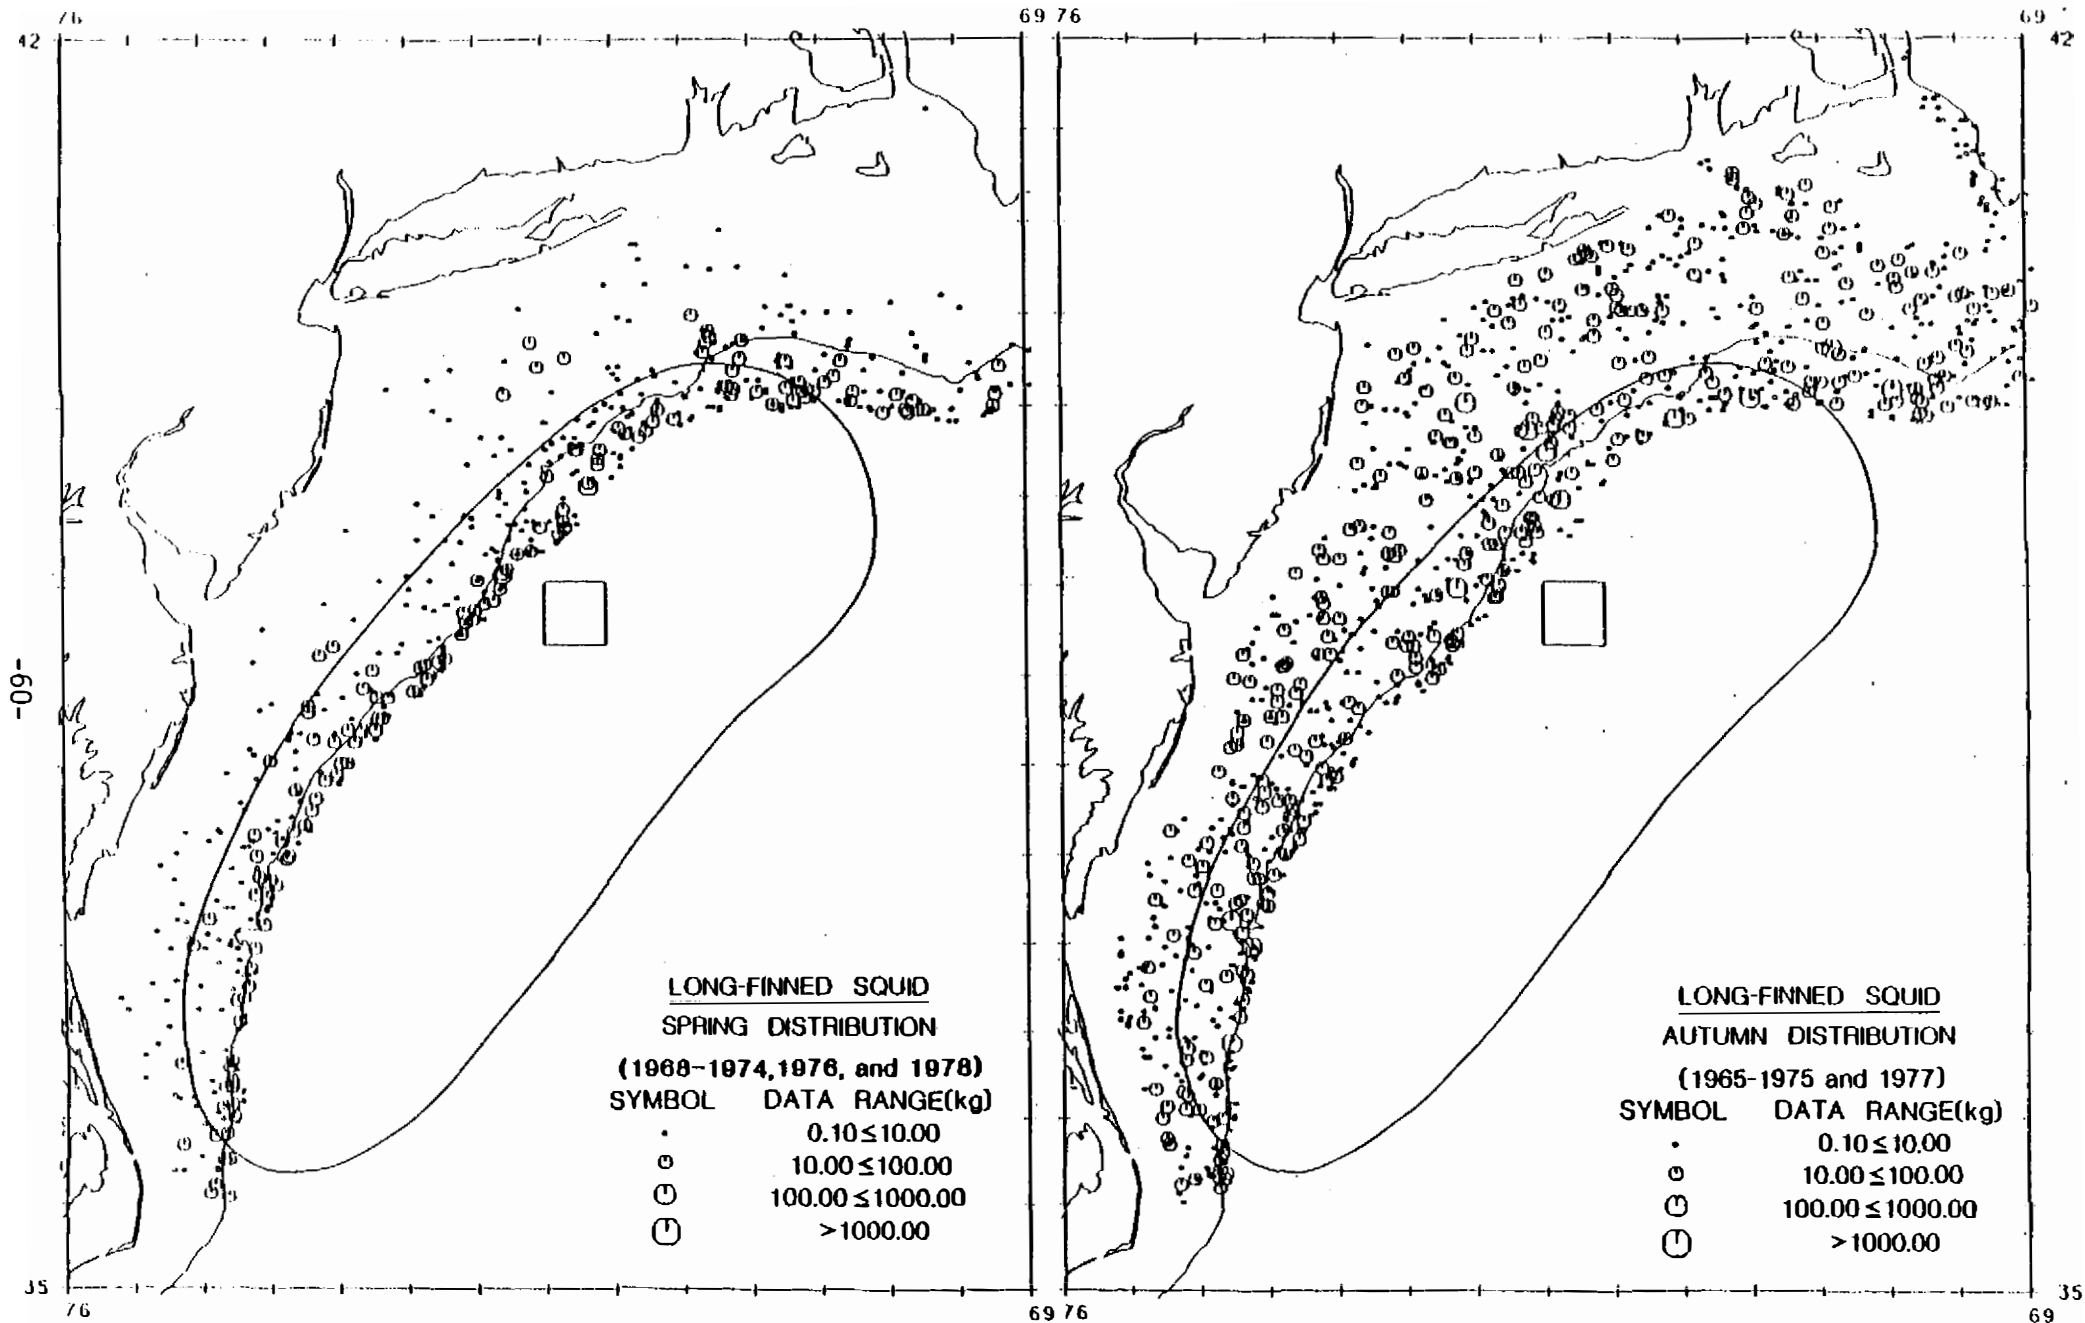 76
69 76
69
42
42
-60-
LONG-FINNED SQUID
SPRING DISTRIBUTION
(1968-1974,1976, and 1978)
SYMBOL DATA RANGE(kg)
0.10≤10.00
10.00≤100.00
100.00≤1000.00
>1000.00
LONG-FINNED SQUID
AUTUMN DISTRIBUTION
(1965-1975 and 1977)
SYMBOL DATA RANGE(kg)
0.10≤10.00
10.00≤100.00
100.00≤1000.00
>1000.00
35
35
76
69 76
69